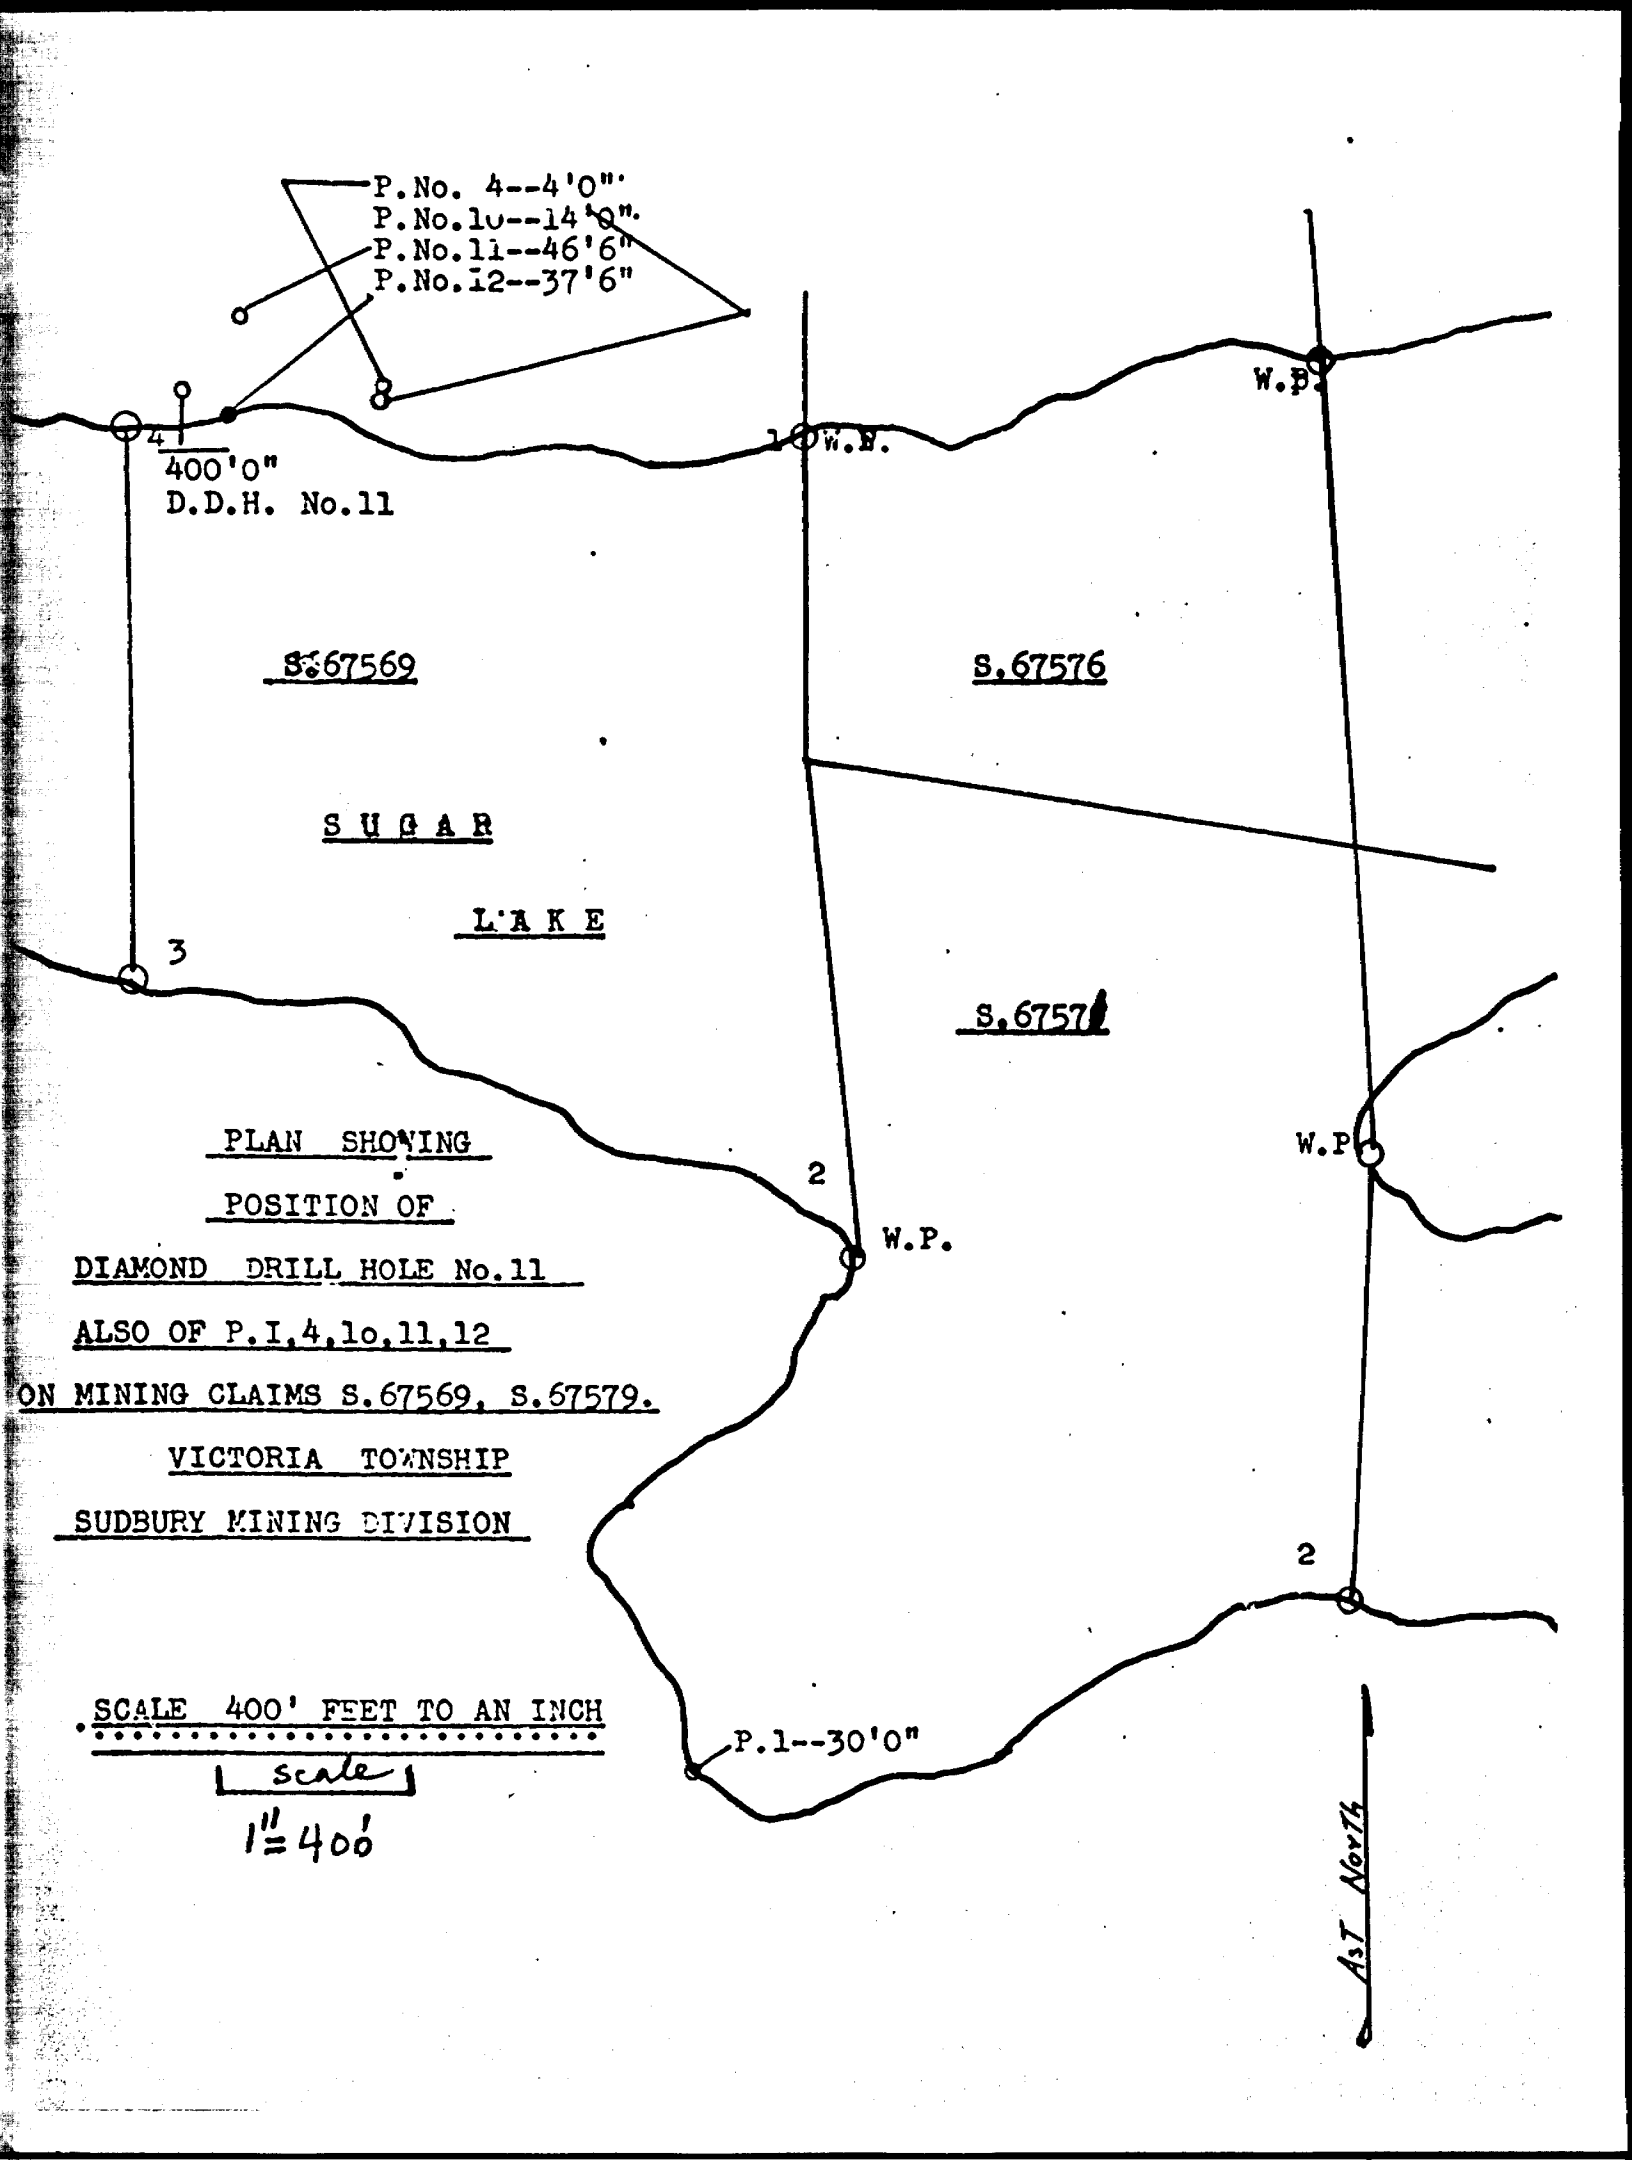 P.No. 4--4'0"
P.No.10--14'0".
P.No.11--46'6"
P.No.12--37'6"
W.P.
4
1 W.P.
400'0"
D.D.H. No.11
S.67569
S.67576
S U G A R
L A K E
3
S.6757
PLAN SHOWING
W.P
2
POSITION OF
W.P.
DIAMOND DRILL HOLE No.11
ALSO OF P.I,4,10,11,12
ON MINING CLAIMS S.67569, S.67579.
VICTORIA TOWNSHIP
SUDBURY MINING DIVISION
2
SCALE 400' FEET TO AN INCH
P.1--30'0"
scale
1"=400'
AsT North